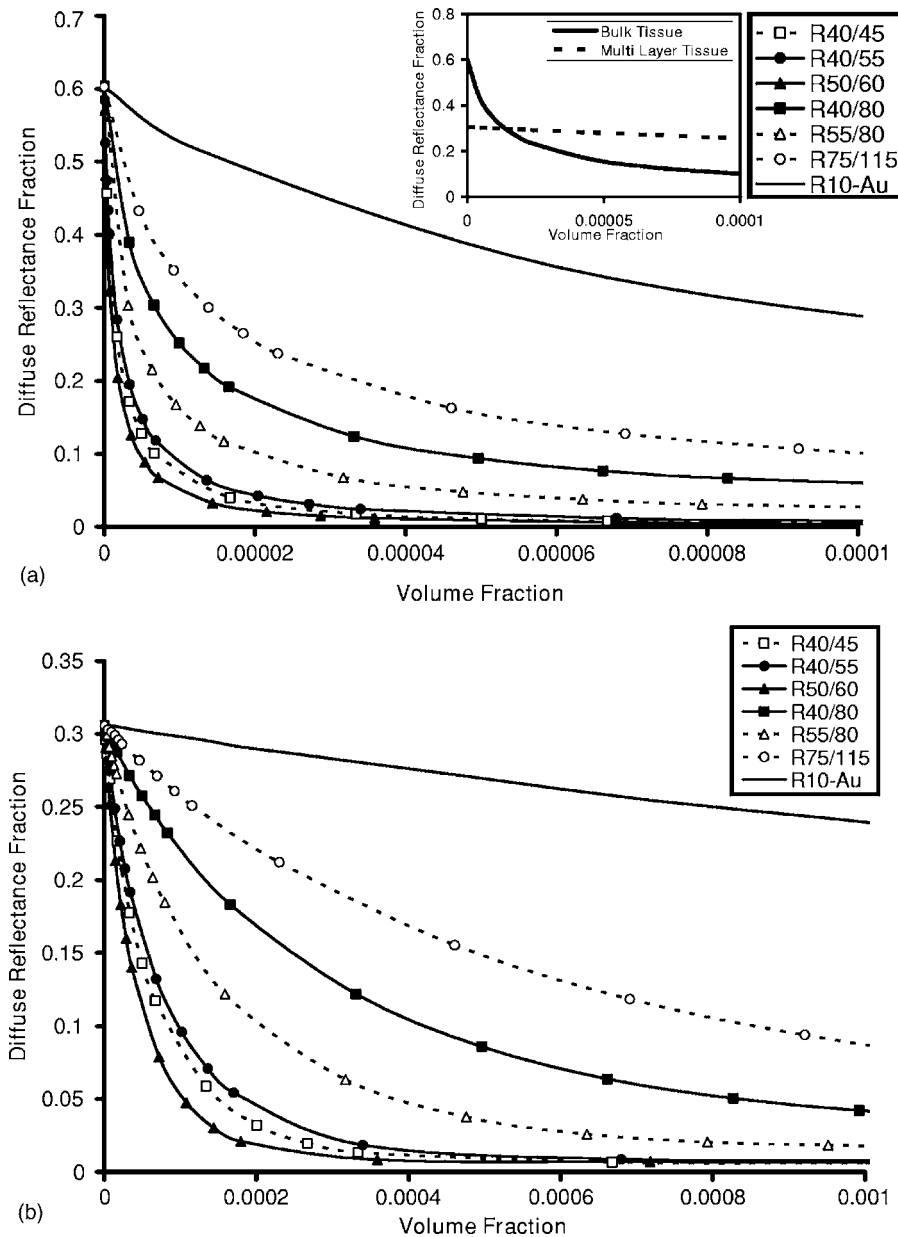 0.8
0.7
0.6
0.5
0.4
0.3
0.2
0.1
0
Diffuse Reflectance Fraction
0 0.00002 0.00004 0.00006 0.00008 0.0001
Volume Fraction
(a)
0.8
0.6
0.4
0.2
0
Diffuse Reflectance Fraction
Bulk Tissue
Multi Layer Tissue
0 0.00005 0.0001
Volume Fraction
R40/45
R40/55
R50/60
R40/80
R55/80
R75/115
R10-Au
0.35
0.3
0.25
0.2
0.15
0.1
0.05
0
Diffuse Reflectance Fraction
0 0.0002 0.0004 0.0006 0.0008 0.001
Volume Fraction
(b)
R40/45
R40/55
R50/60
R40/80
R55/80
R75/115
R10-Au